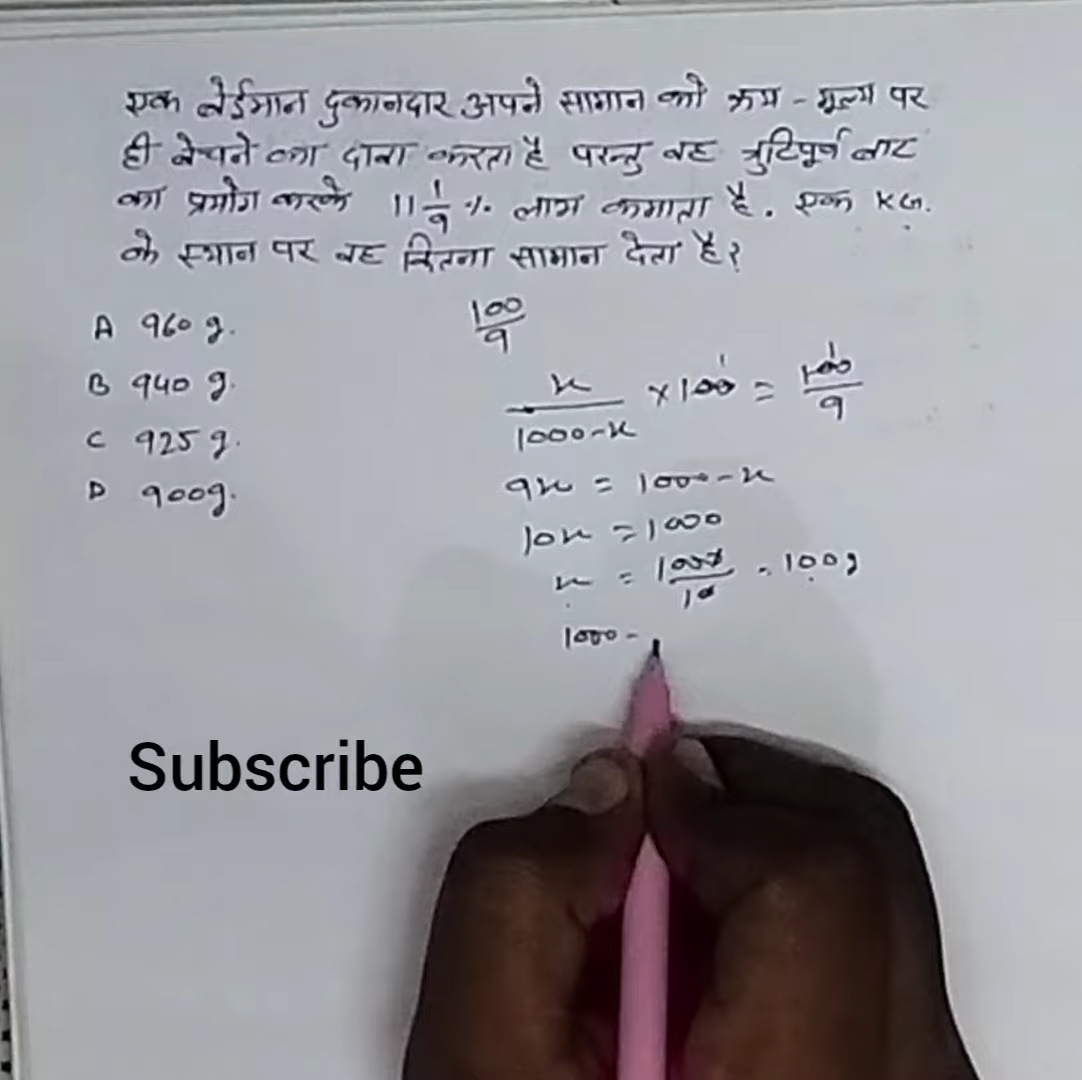 एक बेईमान दुकानदार अपने सामान को क्रय - मूल्य पर
ही बेचने का दावा करता है परन्तु वह त्रुटिपूर्ण बाट
का प्रयोग करके 11 1/9 % लाभ कमाता है. एक KG.
के स्थान पर वह कितना सामान देता है?
A 960 g.
B 940 g.
C 925 g.
D 900g.
100/9
x/(1000-x) ×100 = 100/9
1 1
9x = 1000-x
10x = 1000
x = 1000/10 = 100g
1000 -
Subscribe